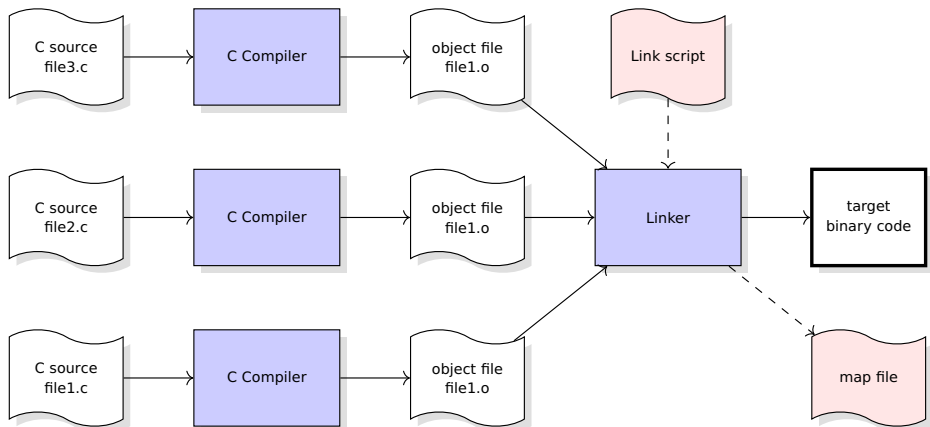 C source
file3.c
C Compiler
object file
file1.o
Link script
C source
file2.c
C Compiler
object file
file1.o
Linker
target
binary code
C source
file1.c
C Compiler
object file
file1.o
map file